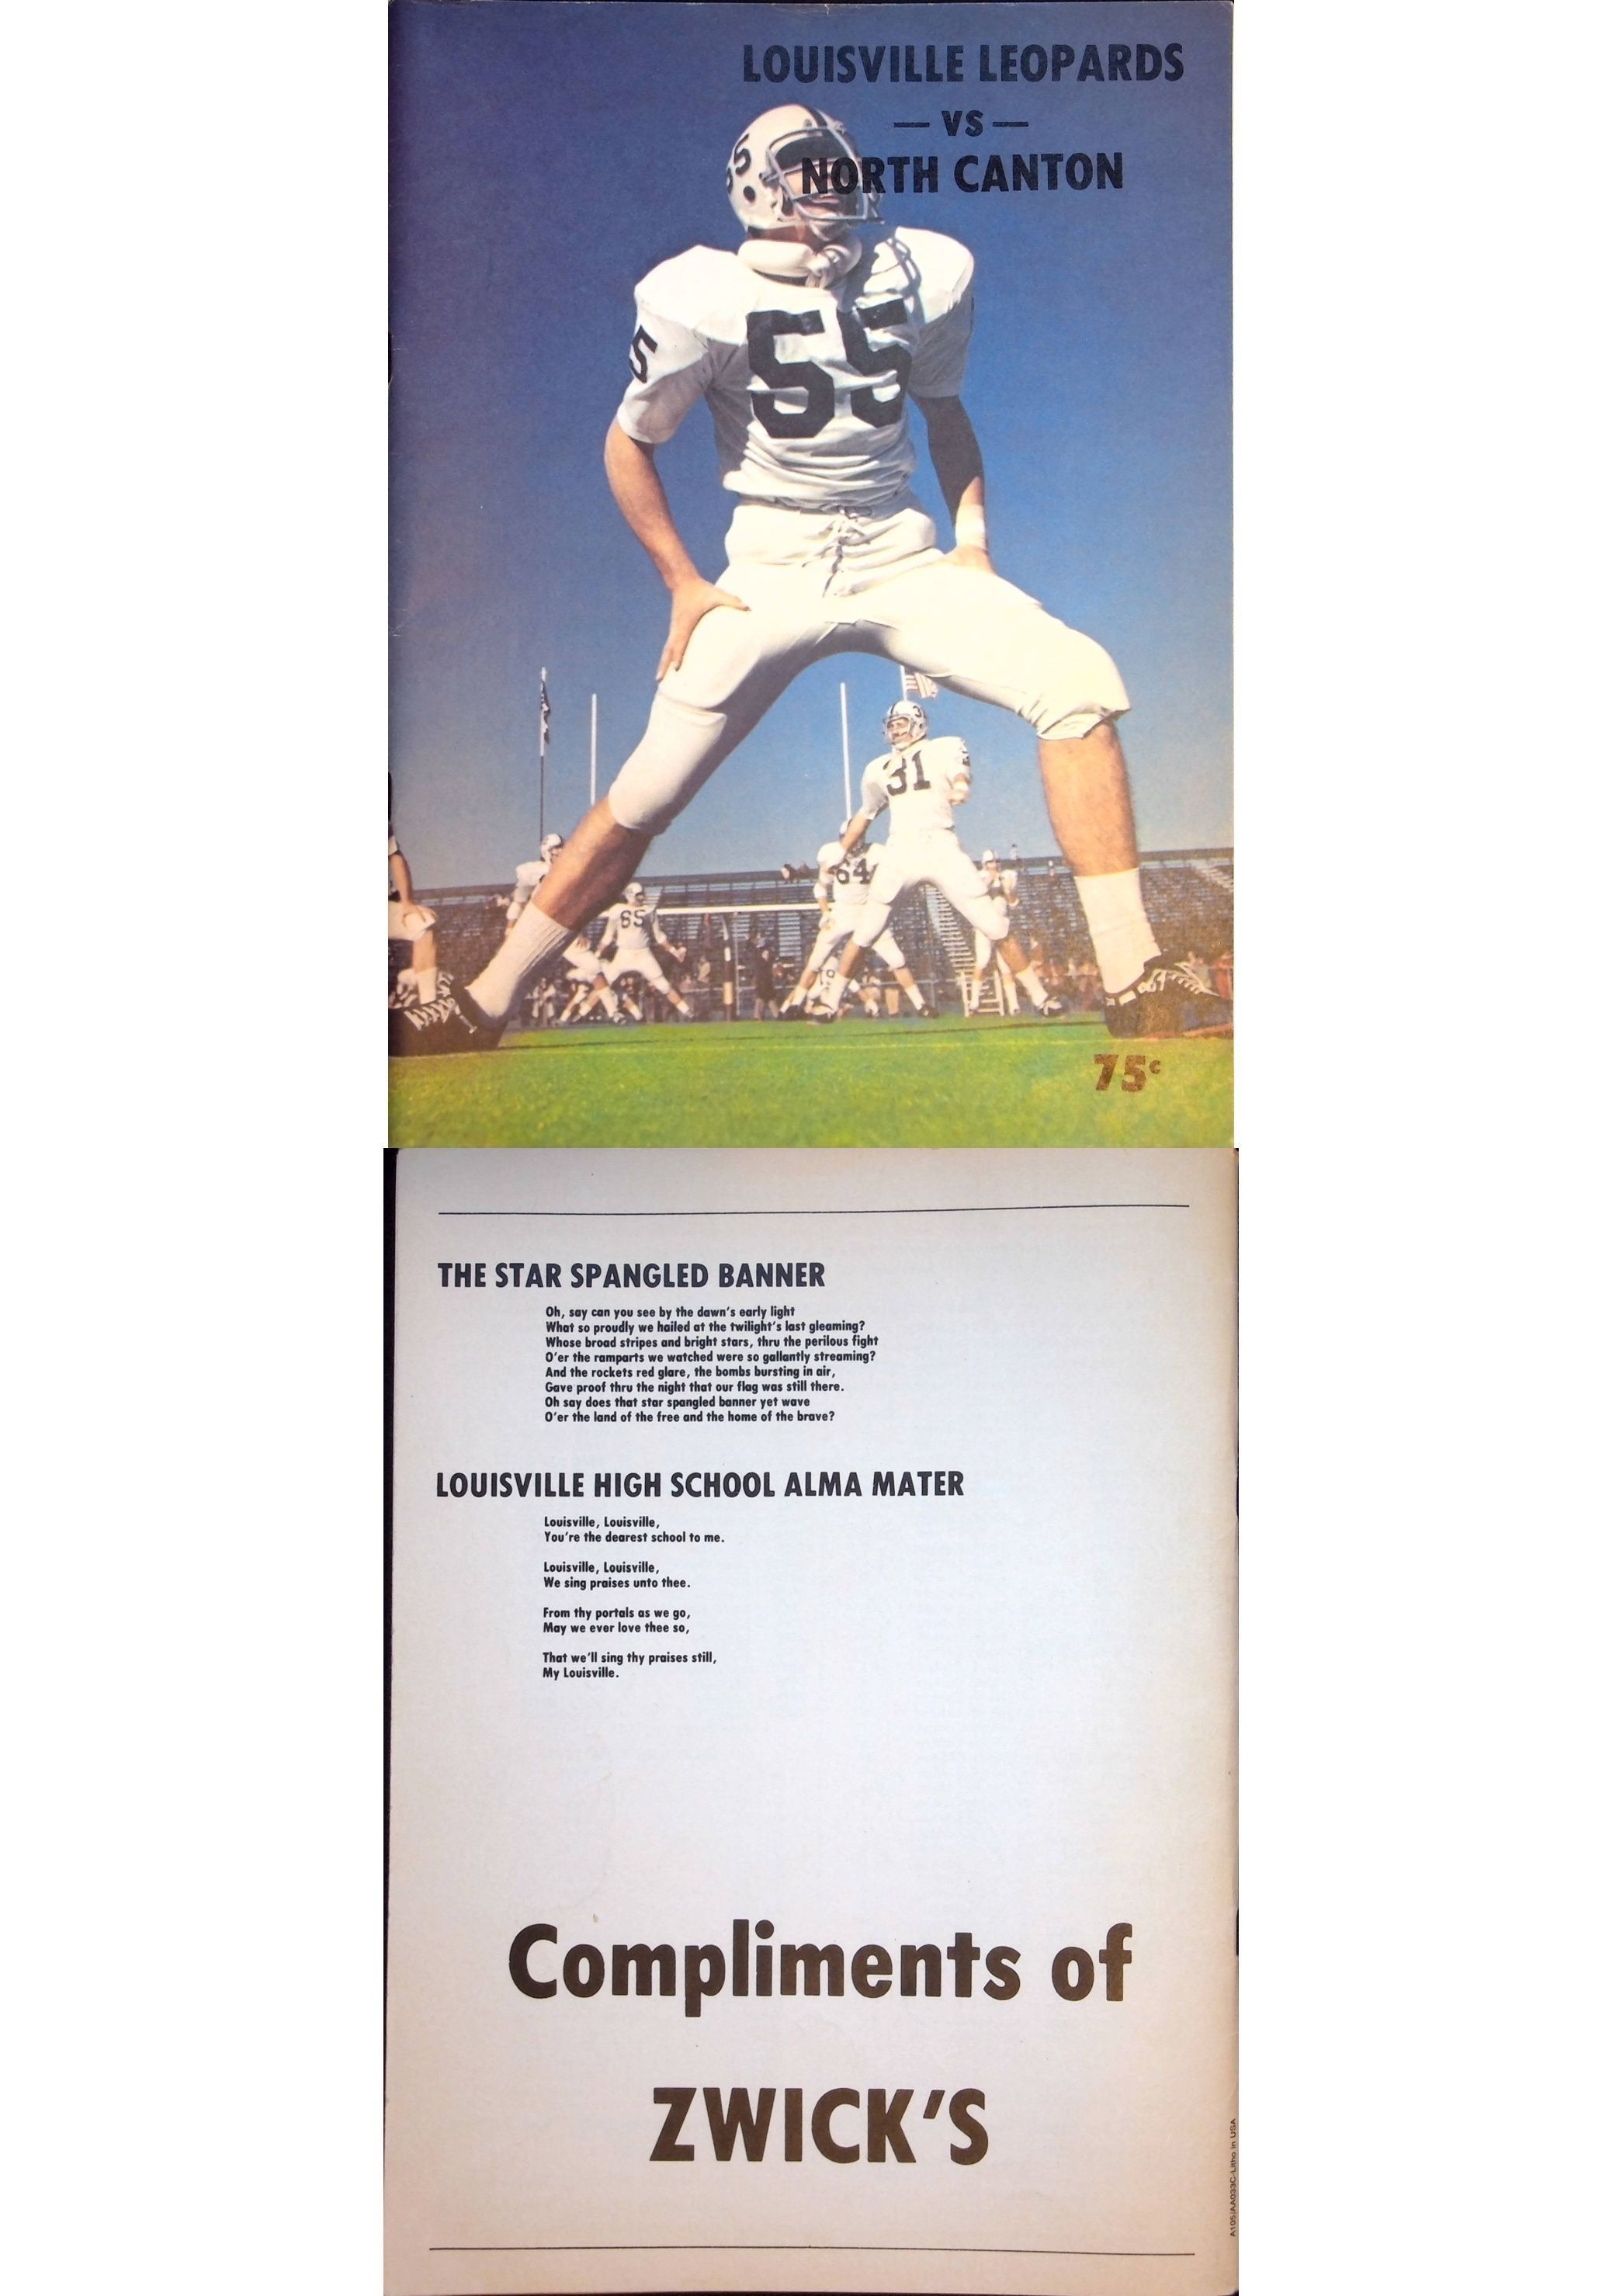 LOUISVILLE LEOPARDS
— VS —
NORTH CANTON
55
5
55
31
64
65
75¢
THE STAR SPANGLED BANNER
Oh, say can you see by the dawn's early light
What so proudly we hailed at the twilight's last gleaming?
Whose broad stripes and bright stars, thru the perilous fight
O'er the ramparts we watched were so gallantly streaming?
And the rockets red glare, the bombs bursting in air,
Gave proof thru the night that our flag was still there.
Oh say does that star spangled banner yet wave
O'er the land of the free and the home of the brave?
LOUISVILLE HIGH SCHOOL ALMA MATER
Louisville, Louisville,
You're the dearest school to me.
Louisville, Louisville,
We sing praises unto thee.
From thy portals as we go,
May we ever love thee so,
That we'll sing thy praises still,
My Louisville.
Compliments of
ZWICK'S
A105/AA033C-Litho in USA